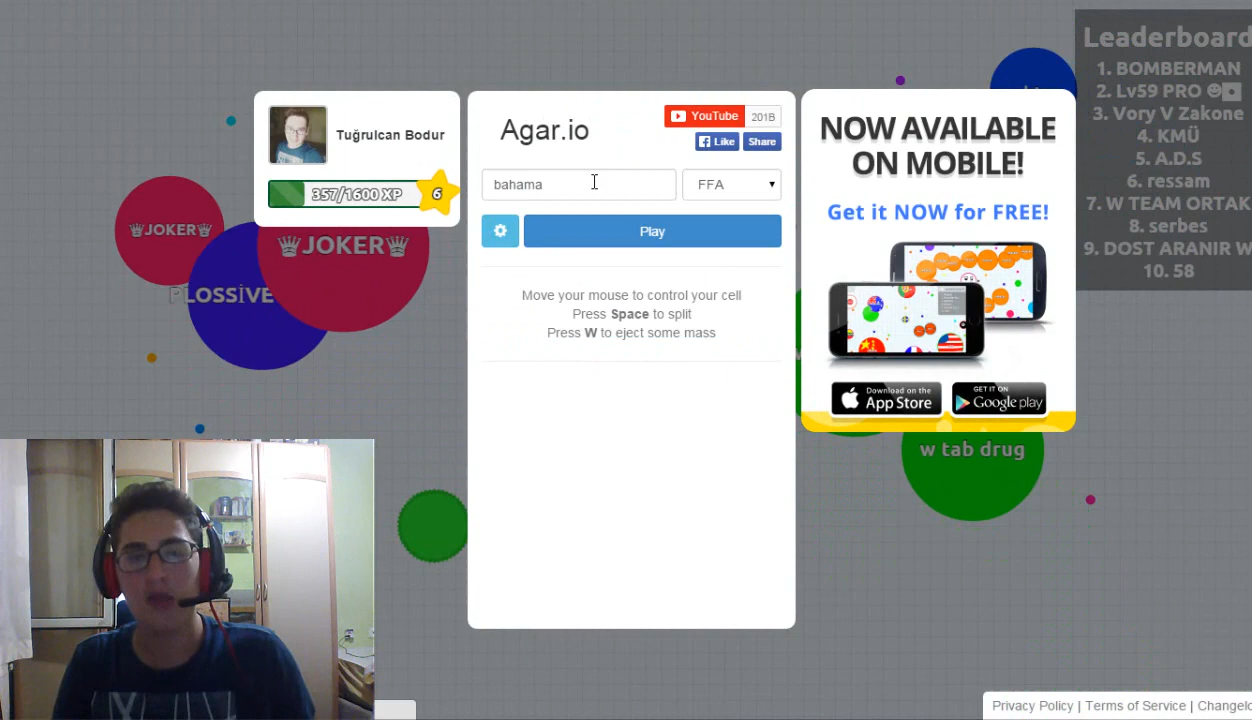 Leaderboard
1. BOMBERMAN
2. Lv59 PRO
3. Vory V Zakone
4. KMÜ
5. A.D.S
6. ressam
7. W TEAM ORTAK
8. serbes
9. DOST ARANIR W
10. 58
Tuğrulcan Bodur
357/1600 XP
6
Agar.io
YouTube
201B
Like
Share
bahama
FFA
Play
Move your mouse to control your cell
Press Space to split
Press W to eject some mass
NOW AVAILABLE
ON MOBILE!
Get it NOW for FREE!
Download on the
App Store
GET IT ON
Google play
JOKER
JOKER
PLOSSİVE
w tab drug
Privacy Policy | Terms of Service |